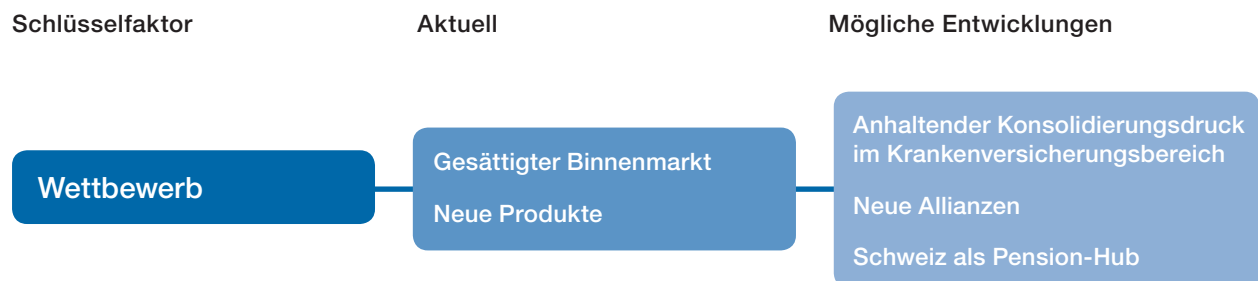 Schlüsselfaktor
Aktuell
Mögliche Entwicklungen
Wettbewerb
Gesättigter Binnenmarkt
Neue Produkte
Anhaltender Konsolidierungsdruck
im Krankenversicherungsbereich
Neue Allianzen
Schweiz als Pension-Hub